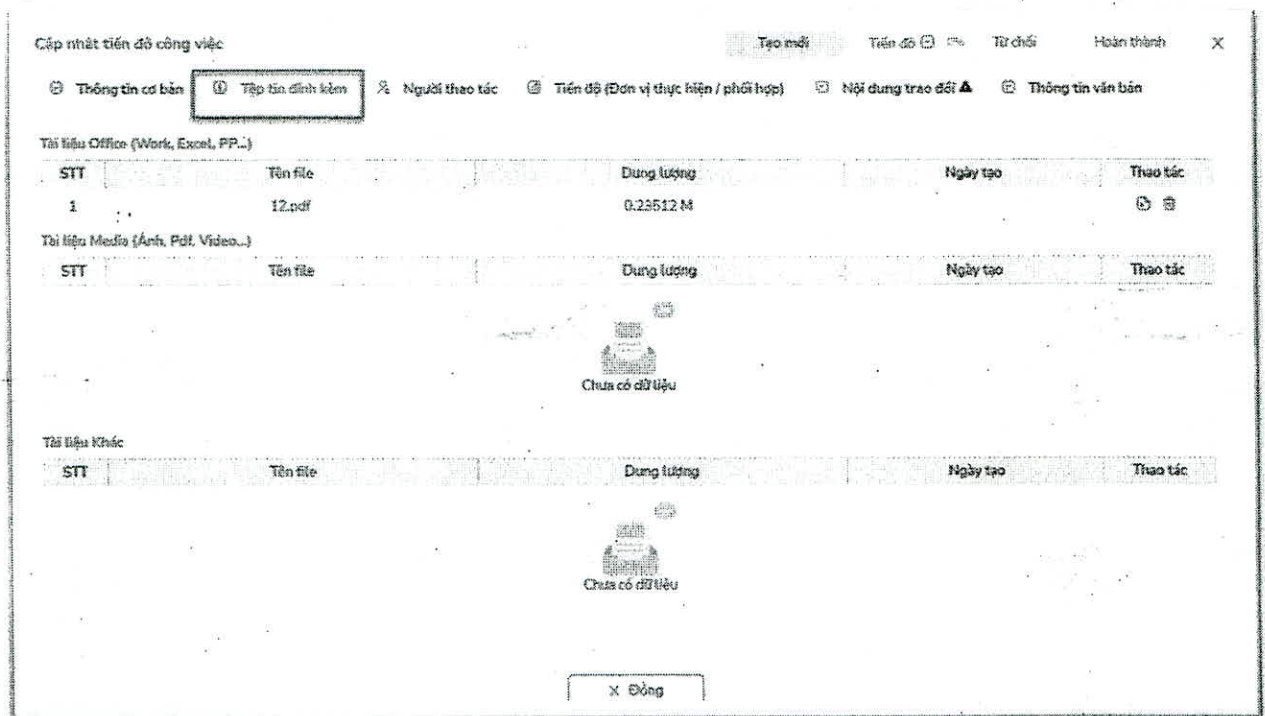 Cập nhật tiến độ công việc Tạo mới Tiến độ Từ chối Hoàn thành X
Thông tin cơ bản Tệp tin đính kèm Người thao tác Tiến độ (Đơn vị thực hiện / phối hợp) Nội dung trao đổi Thông tin văn bản
Tài liệu Office (Work, Excel, PP...)
STT Tên file Dung lượng Ngày tạo Thao tác
1 12.pdf 0.23512 M
Tài liệu Media (Ảnh, Pdf, Video...)
STT Tên file Dung lượng Ngày tạo Thao tác
Chưa có dữ liệu
Tài liệu Khác
STT Tên file Dung lượng Ngày tạo Thao tác
Chưa có dữ liệu
X Đóng